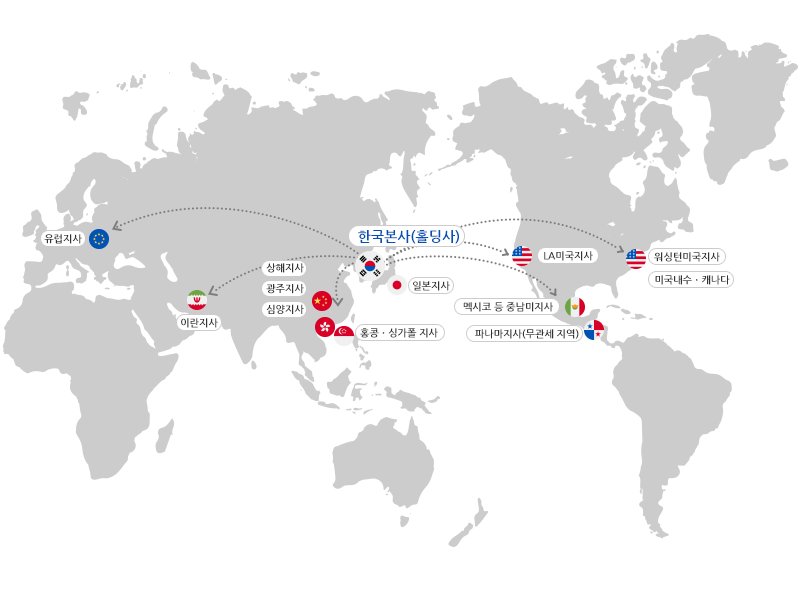 한국본사(홀딩사)
유럽지사
LA미국지사
워싱턴미국지사
상해지사
미국내수 · 캐나다
광주지사
일본지사
멕시코 등 중남미지사
심양지사
이란지사
홍콩 · 싱가폴 지사
파나마지사(무관세 지역)